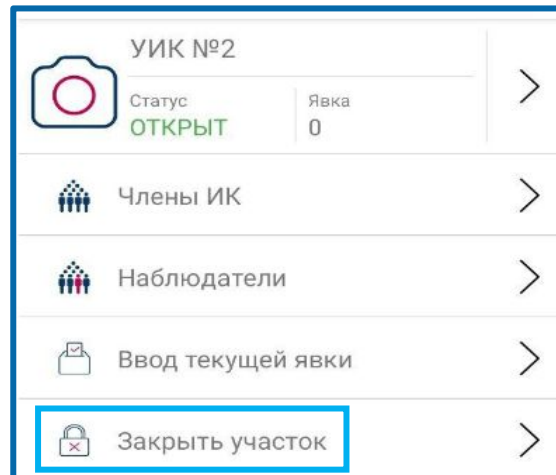 УИК №2
Статус Явка
ОТКРЫТ 0
Члены ИК
Наблюдатели
Ввод текущей явки
Закрыть участок